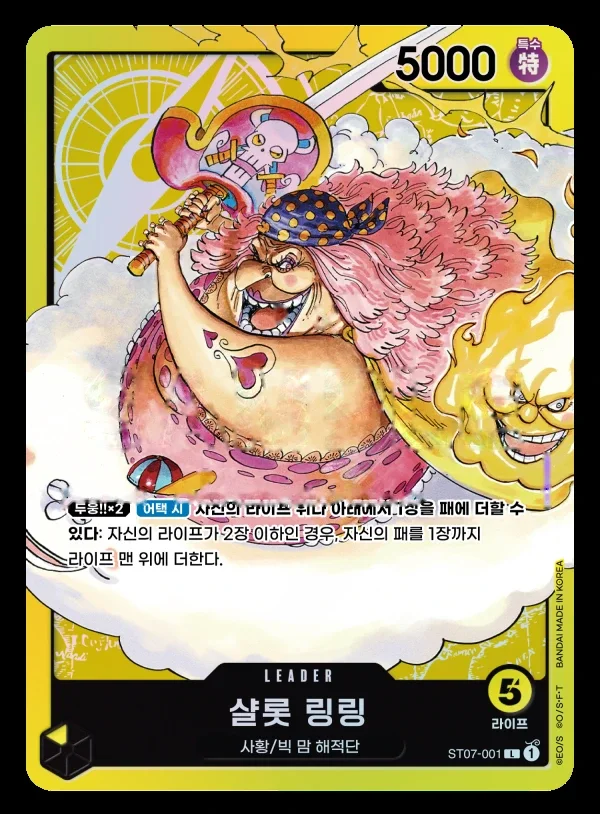 5000
특수
特
두웅!!×2 어택 시 자신의 라이프 위나 아래에서 1장을 패에 더할 수
있다: 자신의 라이프가 2장 이하인 경우, 자신의 패를 1장까지
라이프 맨 위에 더한다.
©EO/S ©O/S·F·T BANDAI MADE IN KOREA
LEADER
5
샬롯 링링
라이프
사황/빅 맘 해적단
ST07-001 L 1